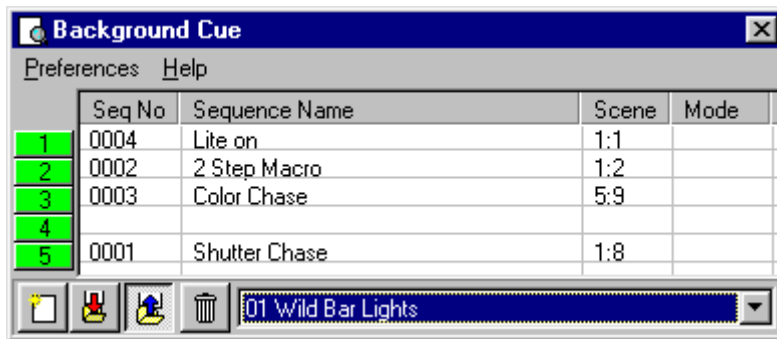 Background Cue
Preferences Help
Seq No Sequence Name Scene Mode
1 0004 Lite on 1:1
2 0002 2 Step Macro 1:2
3 0003 Color Chase 5:9
4
5 0001 Shutter Chase 1:8
01 Wild Bar Lights